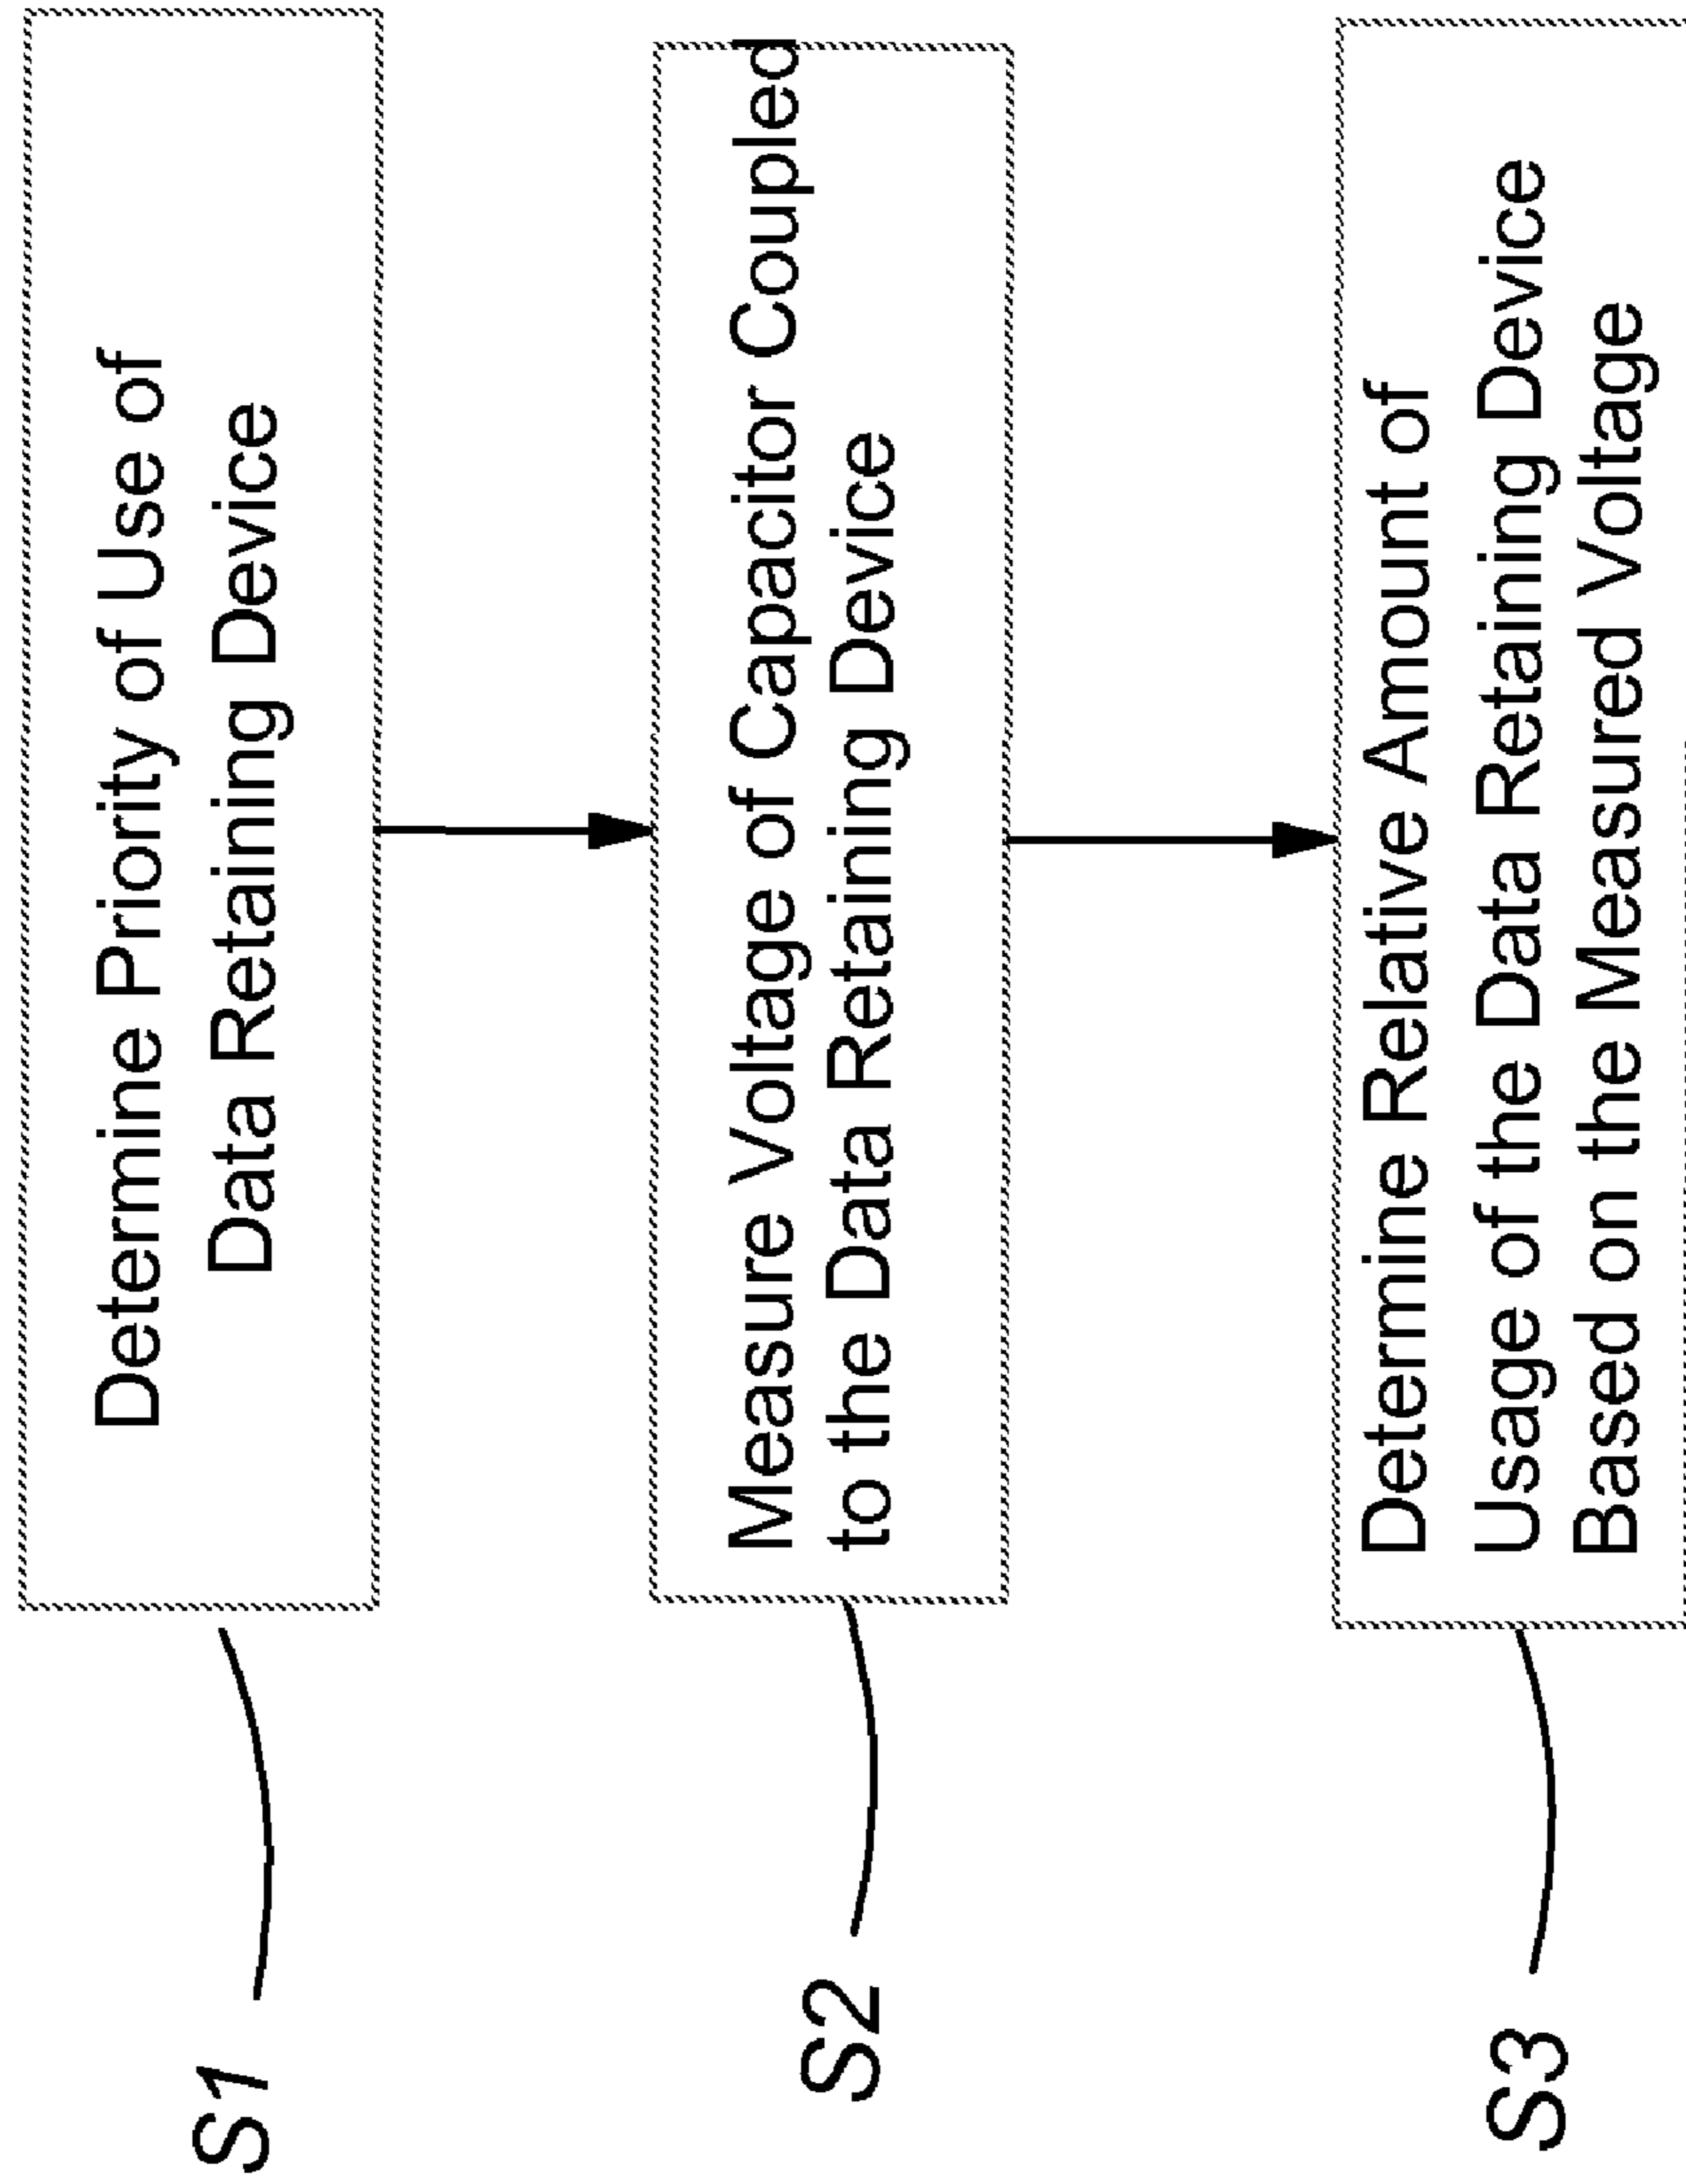 S1
Determine Priority of Use of
Data Retaining Device
S2
Measure Voltage of Capacitor Coupled
to the Data Retaining Device
S3
Determine Relative Amount of
Usage of the Data Retaining Device
Based on the Measured Voltage